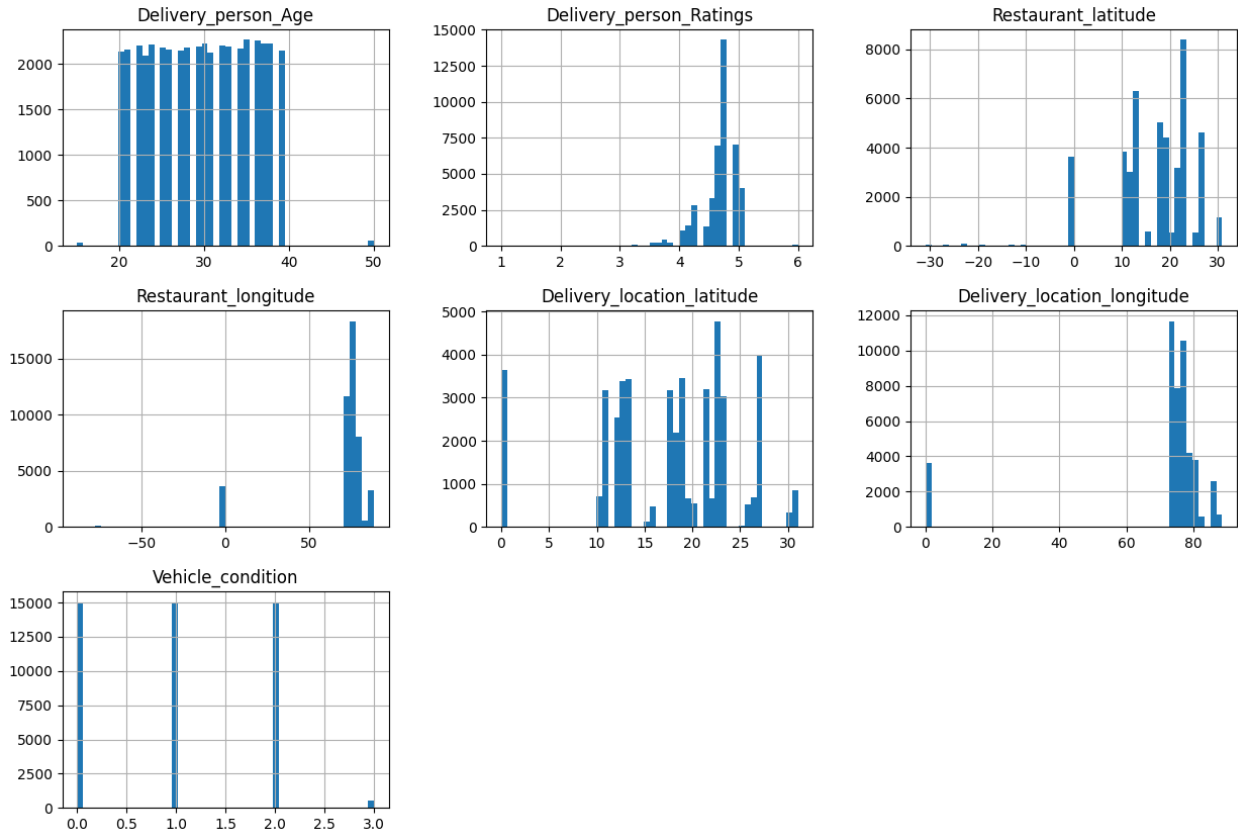 Delivery_person_Age
2000
1500
1000
500
0
20 30 40 50
Delivery_person_Ratings
15000
12500
10000
7500
5000
2500
0
1 2 3 4 5 6
Restaurant_latitude
8000
6000
4000
2000
0
−30 −20 −10 0 10 20 30
Restaurant_longitude
15000
10000
5000
0
−50 0 50
Delivery_location_latitude
5000
4000
3000
2000
1000
0
0 5 10 15 20 25 30
Delivery_location_longitude
12000
10000
8000
6000
4000
2000
0
0 20 40 60 80
Vehicle_condition
15000
12500
10000
7500
5000
2500
0
0.0 0.5 1.0 1.5 2.0 2.5 3.0